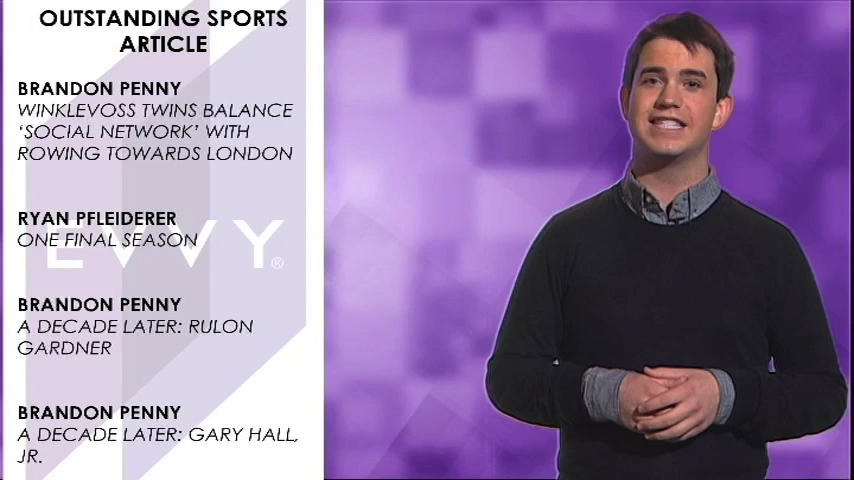 OUTSTANDING SPORTS
ARTICLE
BRANDON PENNY
WINKLEVOSS TWINS BALANCE
‘SOCIAL NETWORK’ WITH
ROWING TOWARDS LONDON
RYAN PFLEIDERER
ONE FINAL SEASON
EVVY®
BRANDON PENNY
A DECADE LATER: RULON
GARDNER
BRANDON PENNY
A DECADE LATER: GARY HALL,
JR.